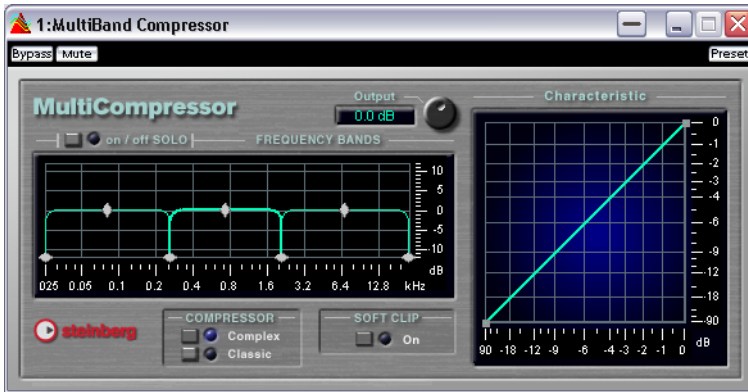 1:MultiBand Compressor
Bypass Mute Preset
MultiCompressor
Output
0.0 dB
on / off SOLO
FREQUENCY BANDS
10
5
0
-5
-10
dB
025 0.05 0.1 0.2 0.4 0.8 1.6 3.2 6.4 12.8 kHz
steinberg
COMPRESSOR
Complex
Classic
SOFT CLIP
On
Characteristic
0
-1
-2
-3
-4
-6
-9
-12
-18
-90
90 -18 -12 -9 -6 -4 -3 -2 -1 0 dB